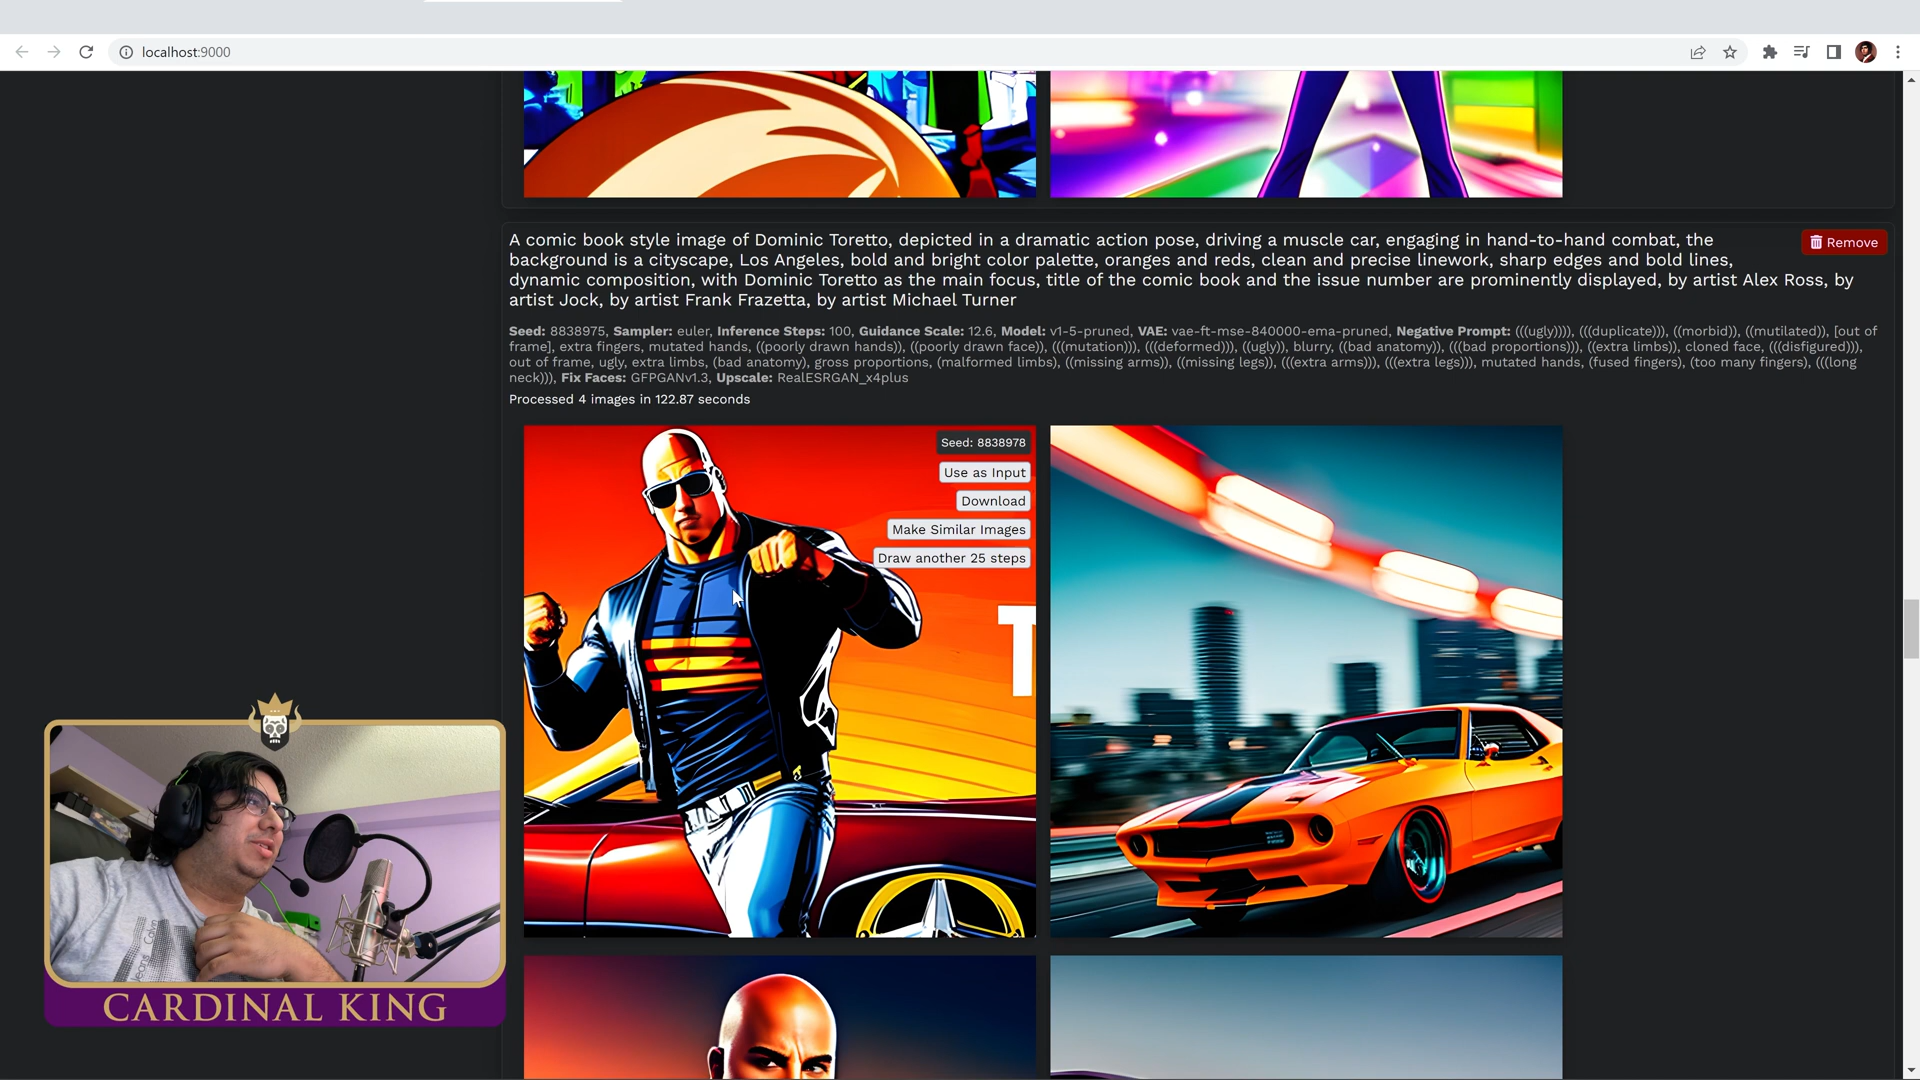 localhost:9000
A comic book style image of Dominic Toretto, depicted in a dramatic action pose, driving a muscle car, engaging in hand-to-hand combat, the
background is a cityscape, Los Angeles, bold and bright color palette, oranges and reds, clean and precise linework, sharp edges and bold lines,
dynamic composition, with Dominic Toretto as the main focus, title of the comic book and the issue number are prominently displayed, by artist Alex Ross, by
artist Jock, by artist Frank Frazetta, by artist Michael Turner
Remove
Seed: 8838975, Sampler: euler, Inference Steps: 100, Guidance Scale: 12.6, Model: v1-5-pruned, VAE: vae-ft-mse-840000-ema-pruned, Negative Prompt: (((ugly)))), (((duplicate))), ((morbid)), ((mutilated)), [out of
frame], extra fingers, mutated hands, ((poorly drawn hands)), ((poorly drawn face)), (((mutation))), (((deformed))), ((ugly)), blurry, ((bad anatomy)), (((bad proportions))), ((extra limbs)), cloned face, (((disfigured))),
out of frame, ugly, extra limbs, (bad anatomy), gross proportions, (malformed limbs), ((missing arms)), ((missing legs)), (((extra arms))), (((extra legs))), mutated hands, (fused fingers), (too many fingers), (((long
neck))), Fix Faces: GFPGANv1.3, Upscale: RealESRGAN_x4plus
Processed 4 images in 122.87 seconds
Seed: 8838978
Use as Input
Download
Make Similar Images
Draw another 25 steps
T
CARDINAL KING